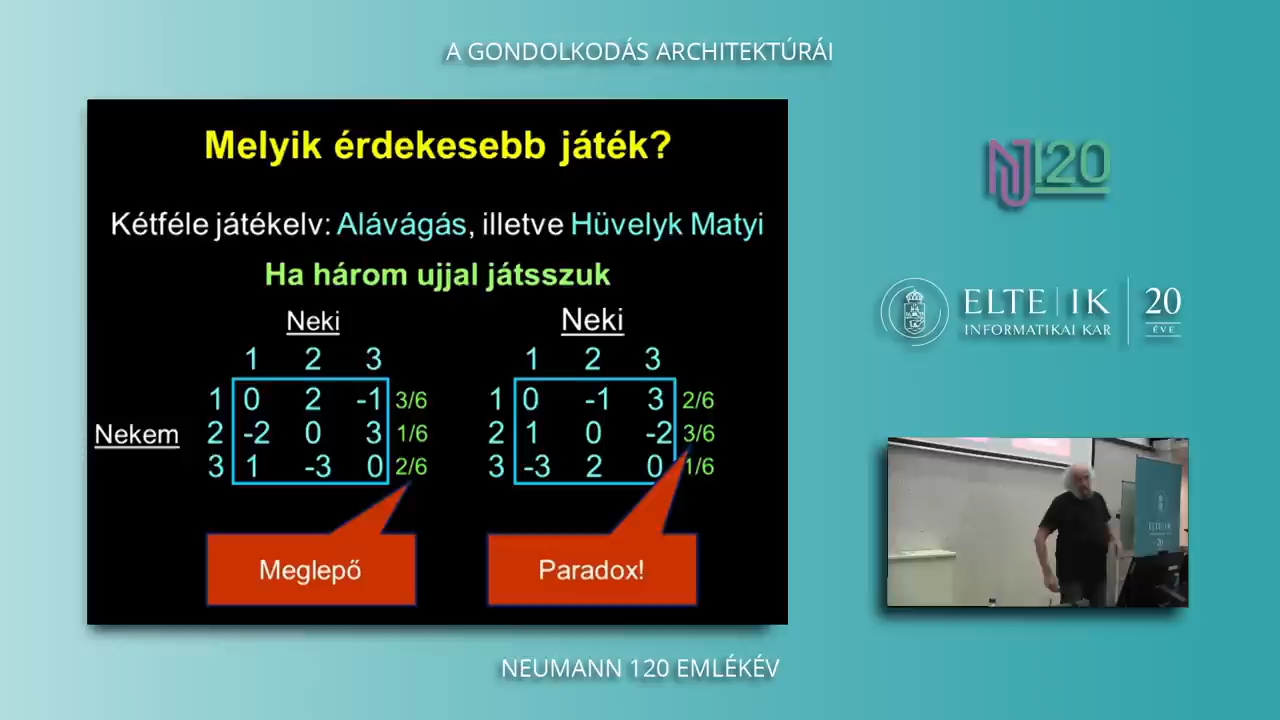 A GONDOLKODÁS ARCHITEKTÚRÁI
Melyik érdekesebb játék?
Kétféle játékelv: Alávágás, illetve Hüvelyk Matyi
Ha három ujjal játsszuk
Neki
1 2 3
1 0 2 -1 3/6
Nekem 2 -2 0 3 1/6
3 1 -3 0 2/6
Meglepő
Neki
1 2 3
1 0 -1 3 2/6
2 1 0 -2 3/6
3 -3 2 0 1/6
Paradox!
NJ120
ELTE | IK
INFORMATIKAI KAR
20
ÉVE
NEUMANN 120 EMLÉKÉV